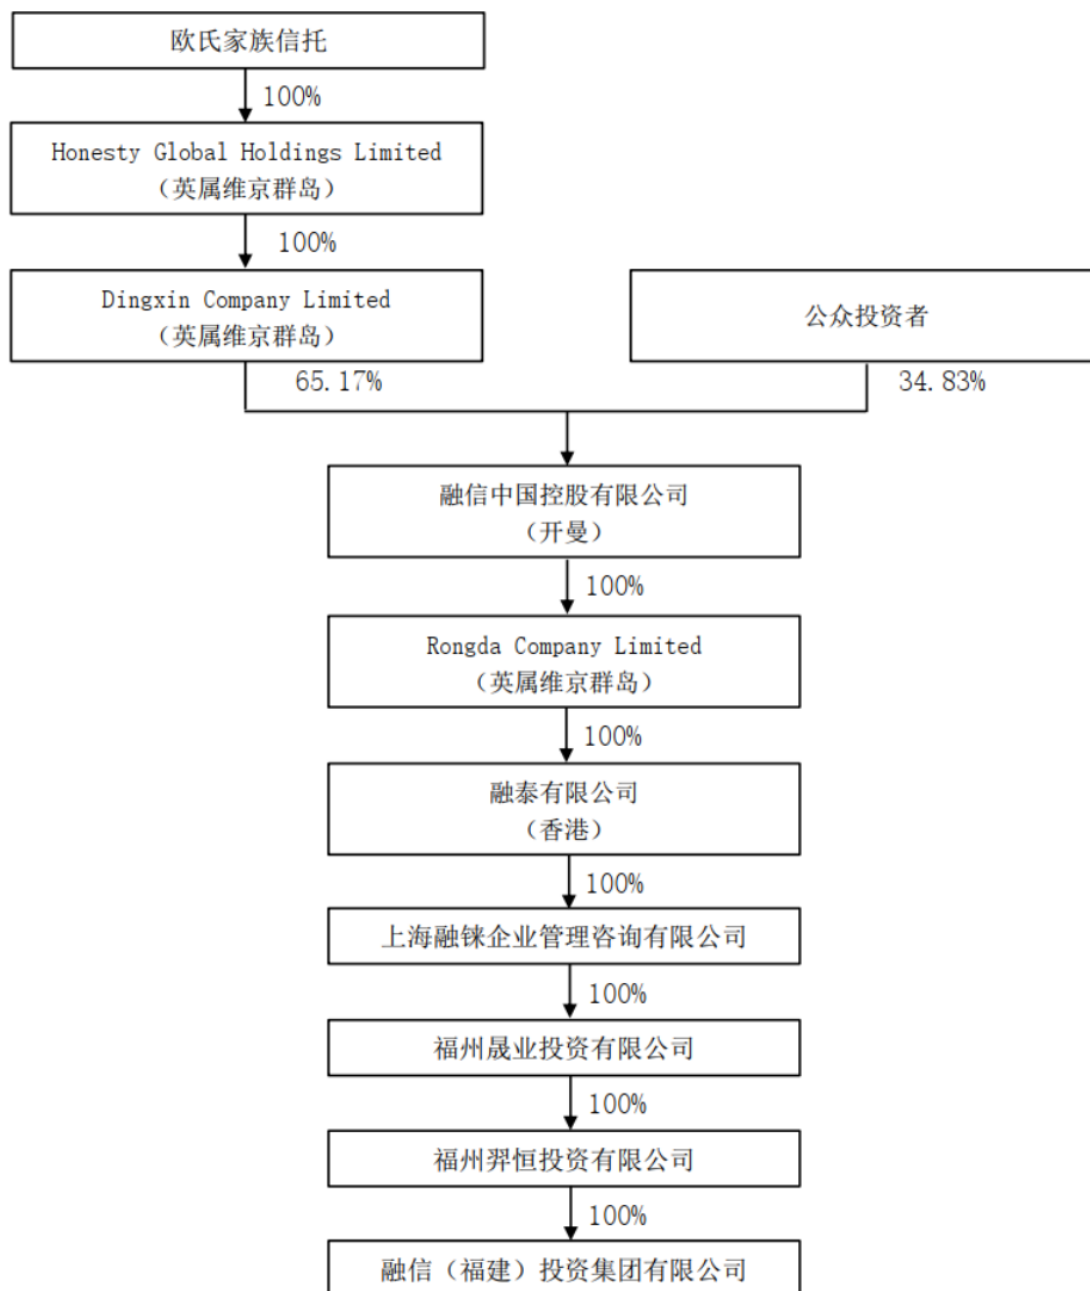 欧氏家族信托
100%
Honesty Global Holdings Limited
（英属维京群岛）
100%
Dingxin Company Limited
（英属维京群岛）
公众投资者
65.17%
34.83%
融信中国控股有限公司
（开曼）
100%
Rongda Company Limited
（英属维京群岛）
100%
融泰有限公司
（香港）
100%
上海融铼企业管理咨询有限公司
100%
福州晟业投资有限公司
100%
福州羿恒投资有限公司
100%
融信（福建）投资集团有限公司